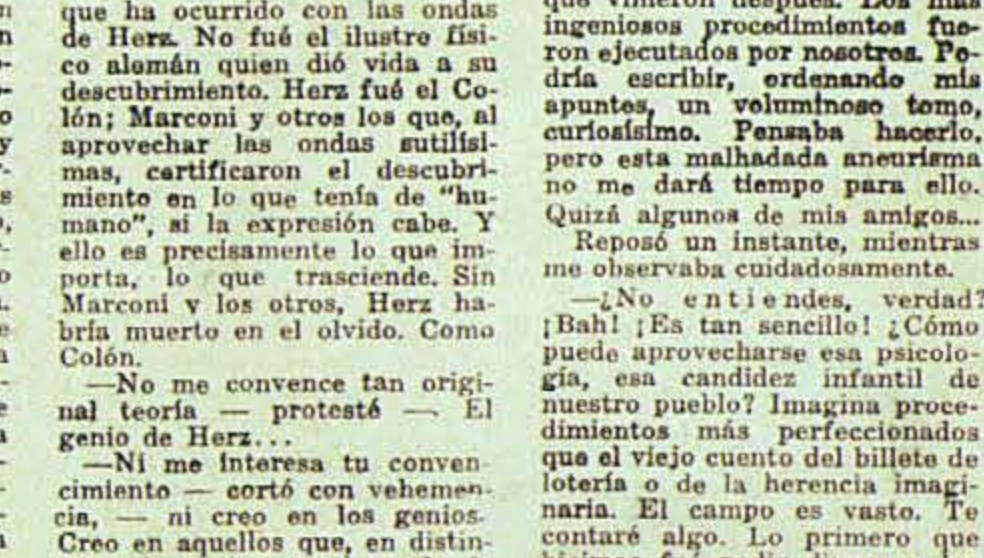 que ha ocurrido con las ondas
de Herz. No fué el ilustre físi-
co alemán quien dió vida a su
descubrimiento. Herz fué el Co-
lón; Marconi y otros los que, al
aprovechar las ondas sutilísi-
mas, certificaron el descubri-
miento en lo que tenía de "hu-
mano", si la expresión cabe. Y
ello es precisamente lo que im-
porta, lo que trasciende. Sin
Marconi y los otros, Herz ha-
bría muerto en el olvido. Como
Colón.
—No me convence tan origi-
nal teoría — protesté —. El
genio de Herz...
—Ni me interesa tu conven-
cimiento — cortó con vehemen-
cia, — ni creo en los genios.
Creo en aquellos que, en distin-
que vinieron después. Los más
ingeniosos procedimientos fue-
ron ejecutados por nosotros. Po-
dría escribir, ordenando mis
apuntes, un voluminoso tomo,
curiosísimo. Pensaba hacerlo,
pero esta malhadada aneurisma
no me dará tiempo para ello.
Quizá algunos de mis amigos...
Reposó un instante, mientras
me observaba cuidadosamente.
—¿No entiendes, verdad?
¡Bah! ¡Es tan sencillo! ¿Cómo
puede aprovecharse esa psicolo-
gía, esa candidez infantil de
nuestro pueblo? Imagina proce-
dimientos más perfeccionados
que el viejo cuento del billete de
lotería o de la herencia imagi-
naria. El campo es vasto. Te
contaré algo. Lo primero que